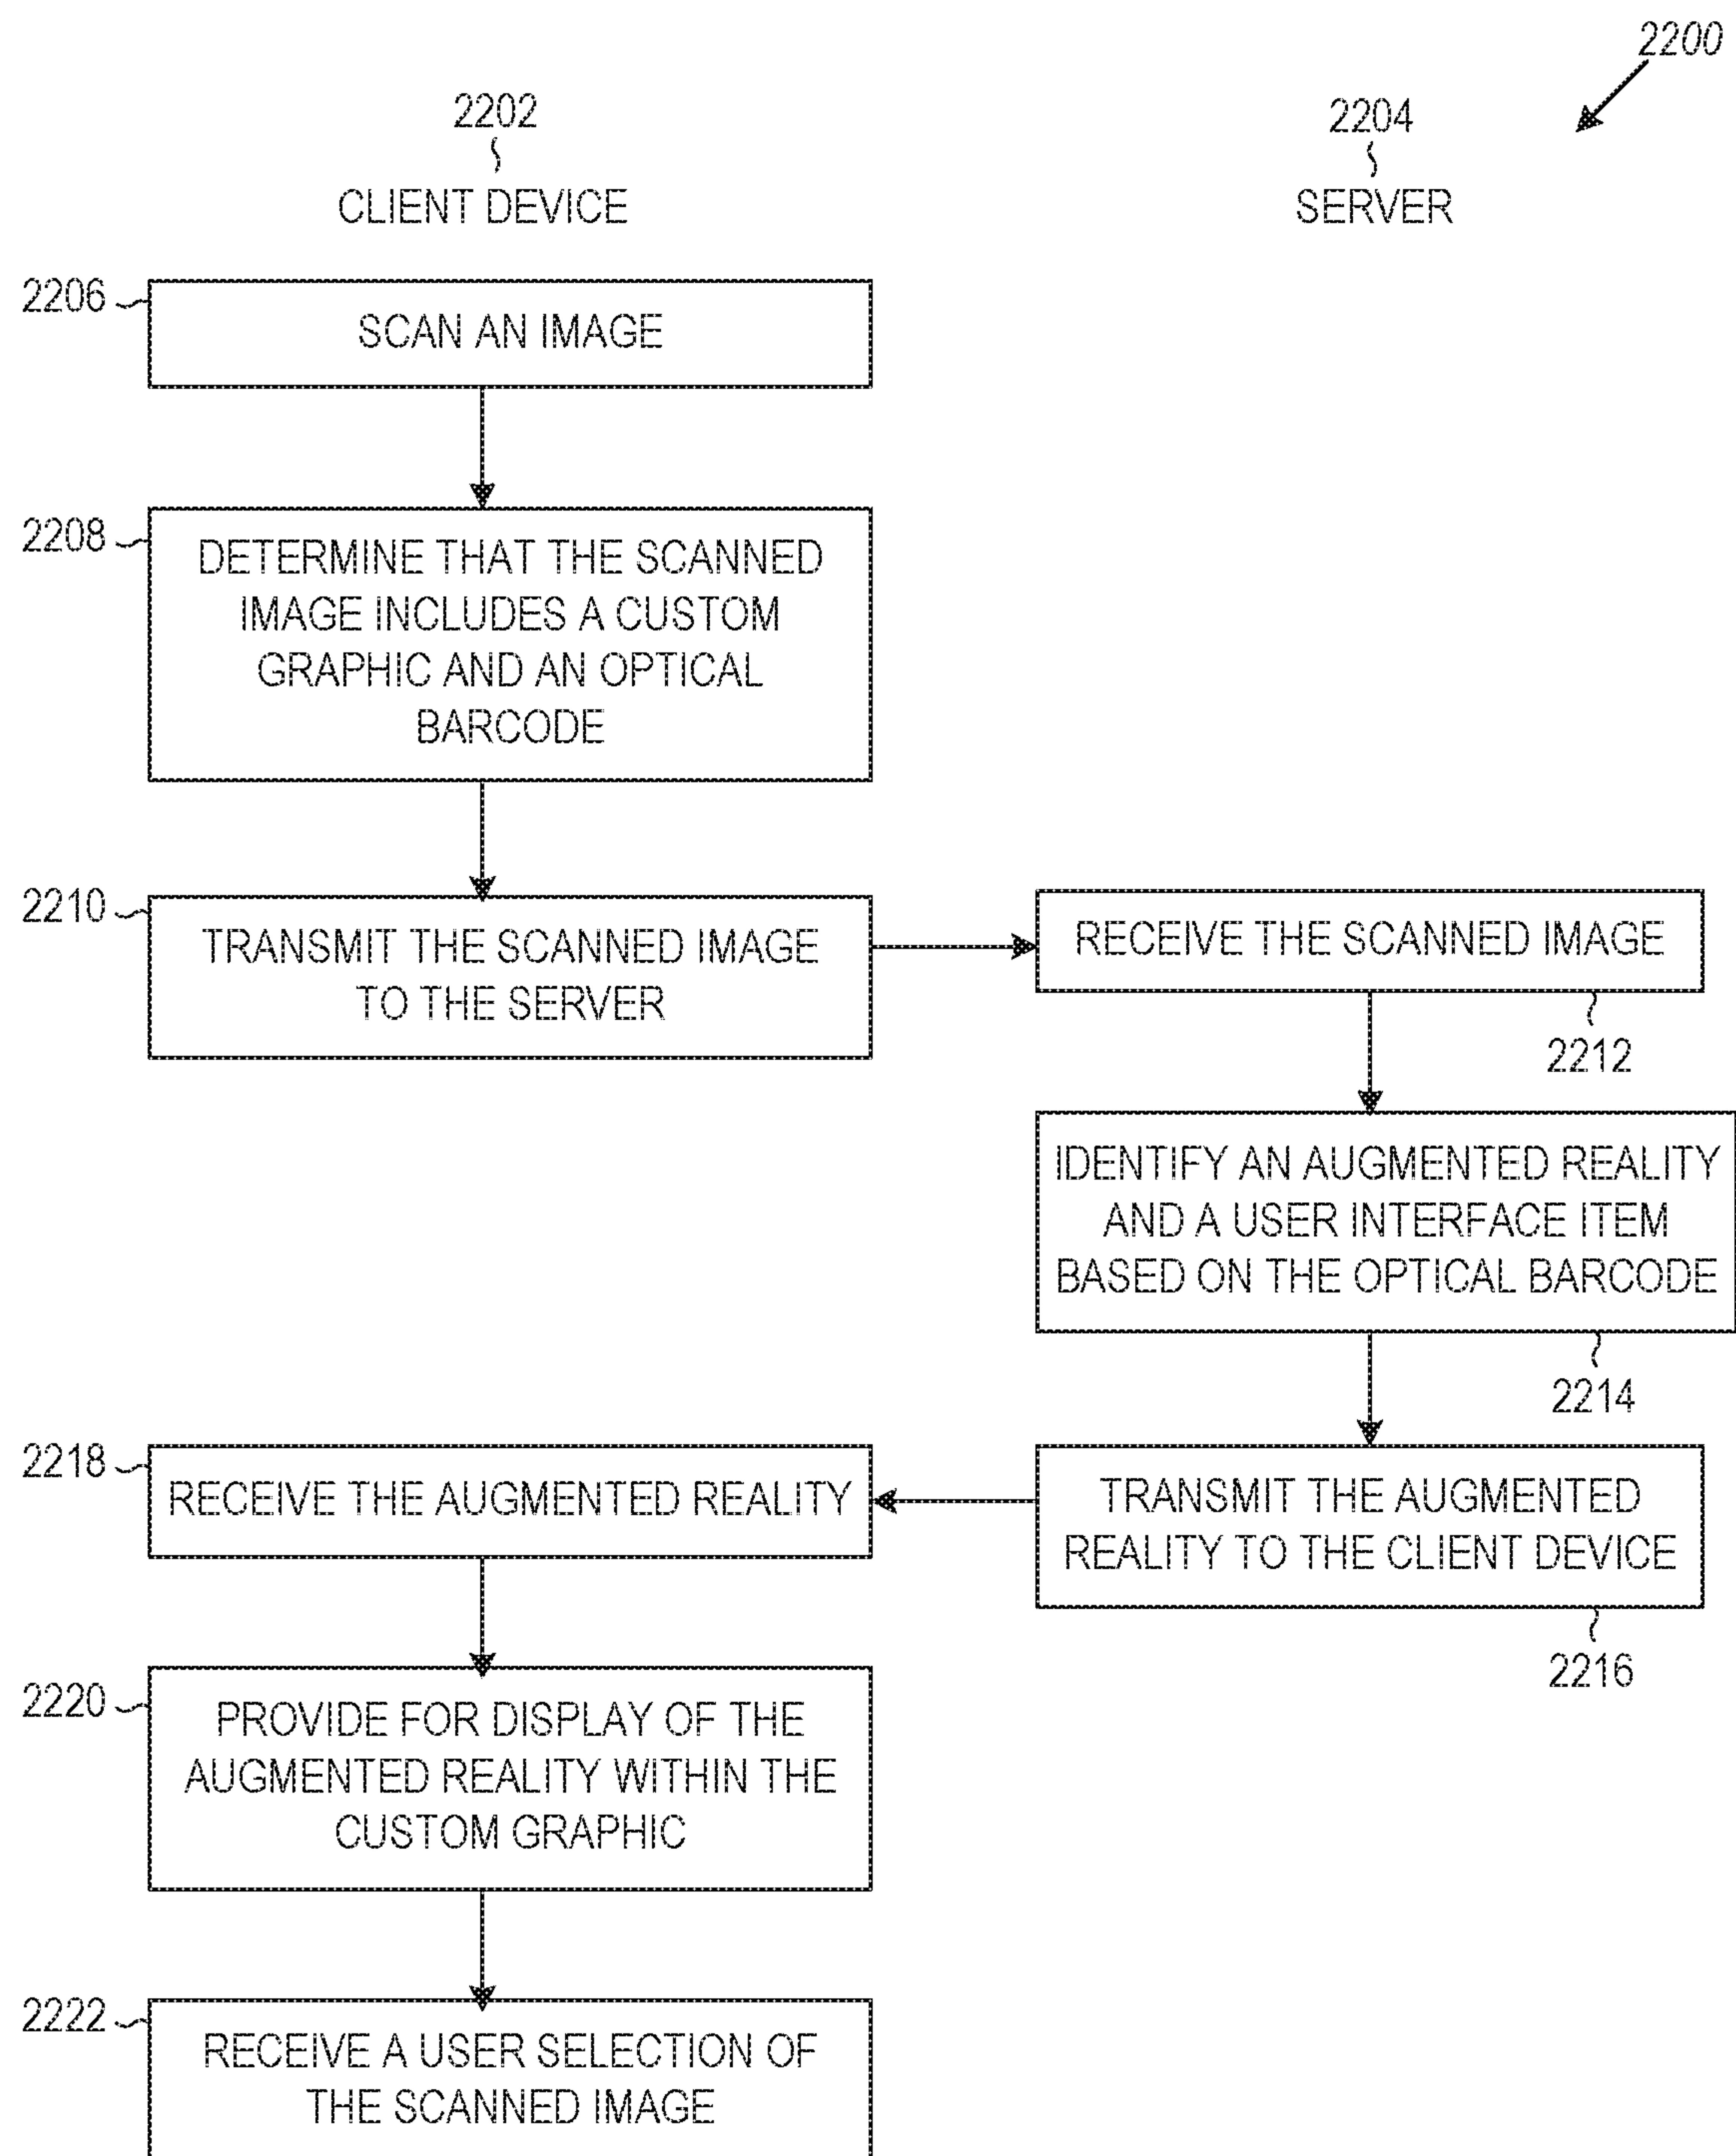 2200
2202
2204
CLIENT DEVICE
SERVER
2206
SCAN AN IMAGE
2208
DETERMINE THAT THE SCANNED
IMAGE INCLUDES A CUSTOM
GRAPHIC AND AN OPTICAL
BARCODE
2210
TRANSMIT THE SCANNED IMAGE
TO THE SERVER
RECEIVE THE SCANNED IMAGE
2212
IDENTIFY AN AUGMENTED REALITY
AND A USER INTERFACE ITEM
BASED ON THE OPTICAL BARCODE
2214
TRANSMIT THE AUGMENTED
REALITY TO THE CLIENT DEVICE
2216
2218
RECEIVE THE AUGMENTED REALITY
2220
PROVIDE FOR DISPLAY OF THE
AUGMENTED REALITY WITHIN THE
CUSTOM GRAPHIC
2222
RECEIVE A USER SELECTION OF
THE SCANNED IMAGE